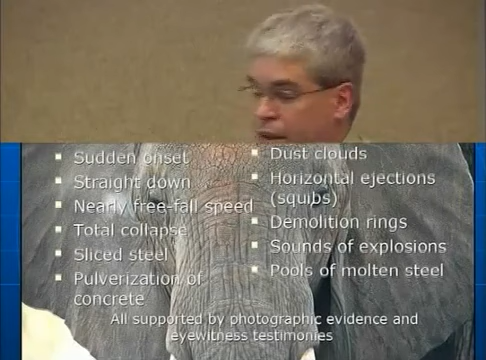 Sudden onset
Straight down
Nearly free-fall speed
Total collapse
Sliced steel
Pulverization of
concrete
Dust clouds
Horizontal ejections
(squibs)
Demolition rings
Sounds of explosions
Pools of molten steel
All supported by photographic evidence and
eyewitness testimonies